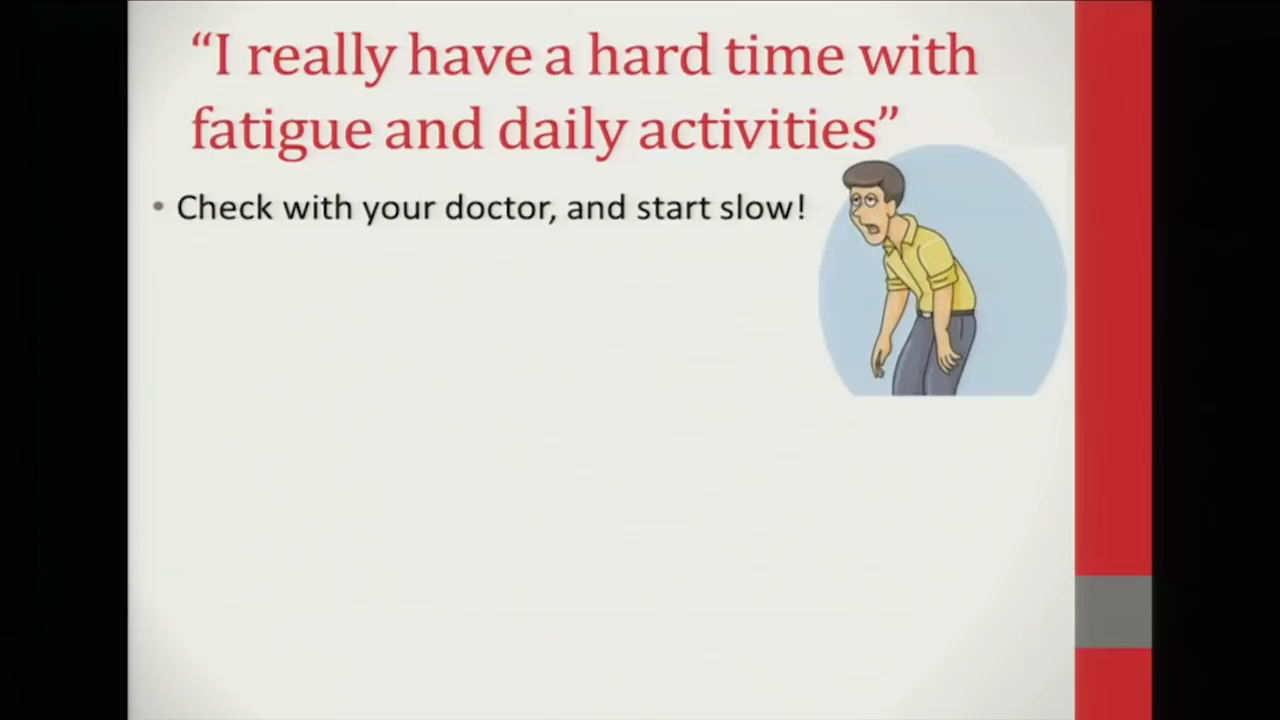 “I really have a hard time with
fatigue and daily activities”
• Check with your doctor, and start slow!